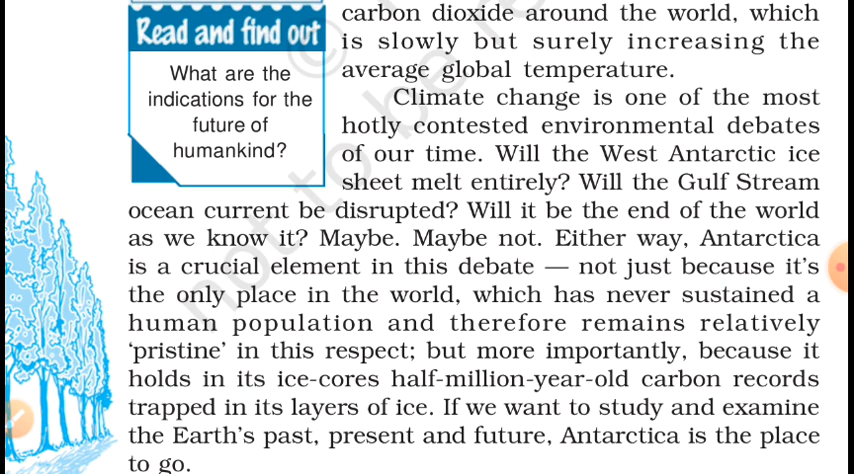 Read and find out
What are the
indications for the
future of
humankind?
carbon dioxide around the world, which
is slowly but surely increasing the
average global temperature.
Climate change is one of the most
hotly contested environmental debates
of our time. Will the West Antarctic ice
sheet melt entirely? Will the Gulf Stream
ocean current be disrupted? Will it be the end of the world
as we know it? Maybe. Maybe not. Either way, Antarctica
is a crucial element in this debate — not just because it's
the only place in the world, which has never sustained a
human population and therefore remains relatively
‘pristine’ in this respect; but more importantly, because it
holds in its ice-cores half-million-year-old carbon records
trapped in its layers of ice. If we want to study and examine
the Earth's past, present and future, Antarctica is the place
to go.
©
not to be re